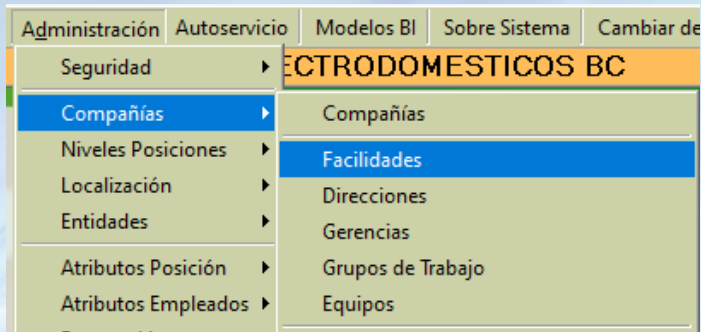 Administración Autoservicio Modelos BI Sobre Sistema Cambiar de
ECTRODOMESTICOS BC
Seguridad
Compañías
Niveles Posiciones
Localización
Entidades
Atributos Posición
Atributos Empleados
Compañías
Facilidades
Direcciones
Gerencias
Grupos de Trabajo
Equipos